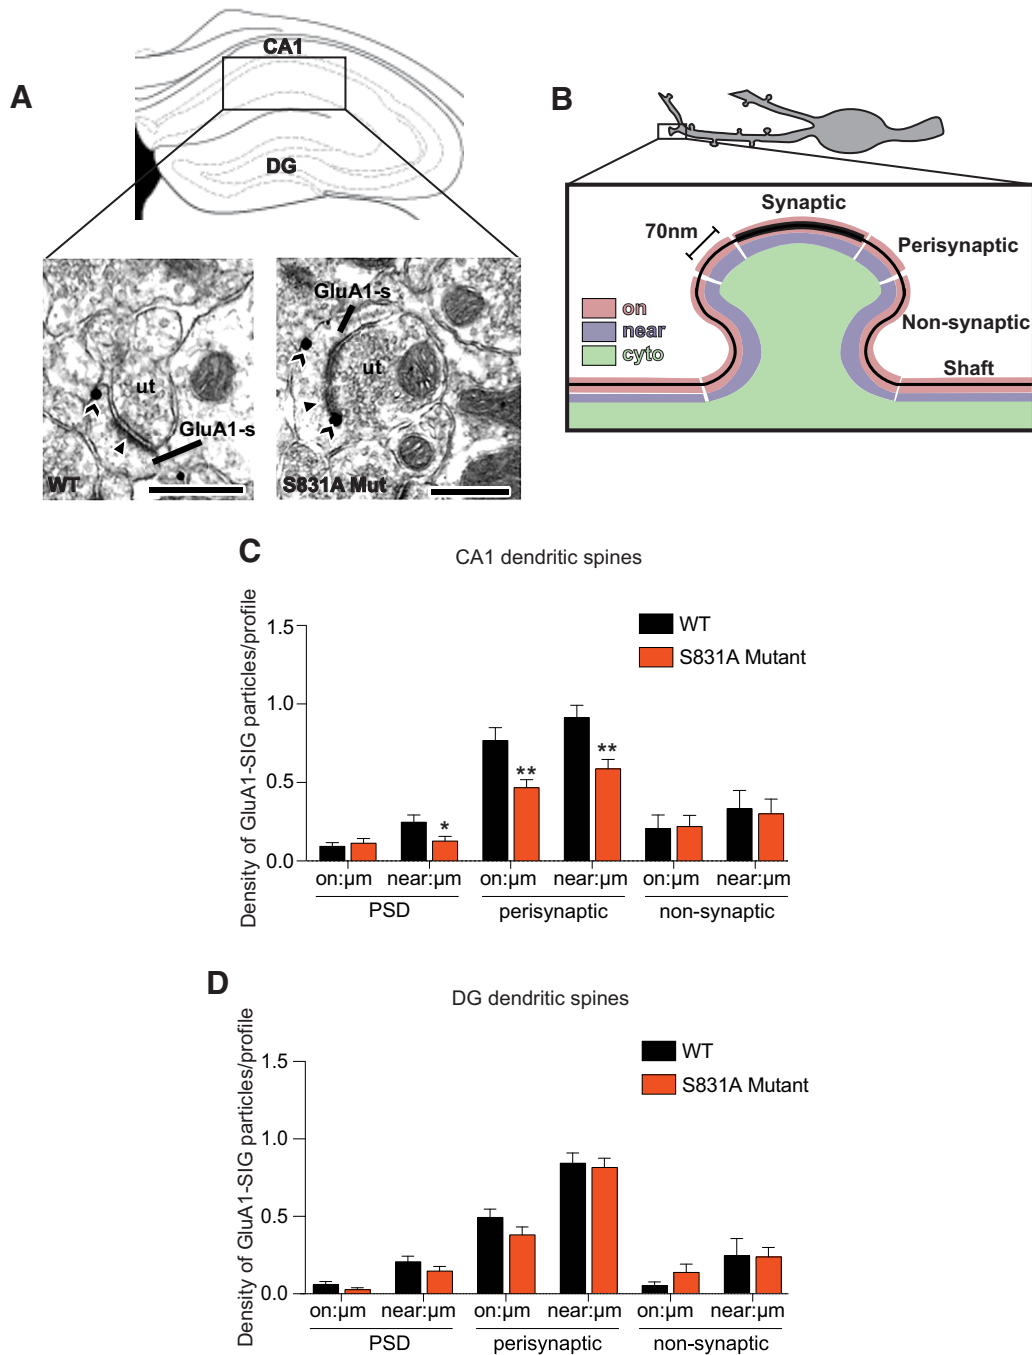 A
CA1
DG
GluA1-s
ut
GluA1-s
ut
WT
S831A Mut
B
Synaptic
70nm
Perisynaptic
on
near
cyto
Non-synaptic
Shaft
C
CA1 dendritic spines
Density of GluA1-SIG particles/profile
1.5
1.0
0.5
0.0
WT
S831A Mutant
**
**
*
on:µm near:µm on:µm near:µm on:µm near:µm
PSD perisynaptic non-synaptic
D
DG dendritic spines
Density of GluA1-SIG particles/profile
1.5
1.0
0.5
0.0
WT
S831A Mutant
on:µm near:µm on:µm near:µm on:µm near:µm
PSD perisynaptic non-synaptic